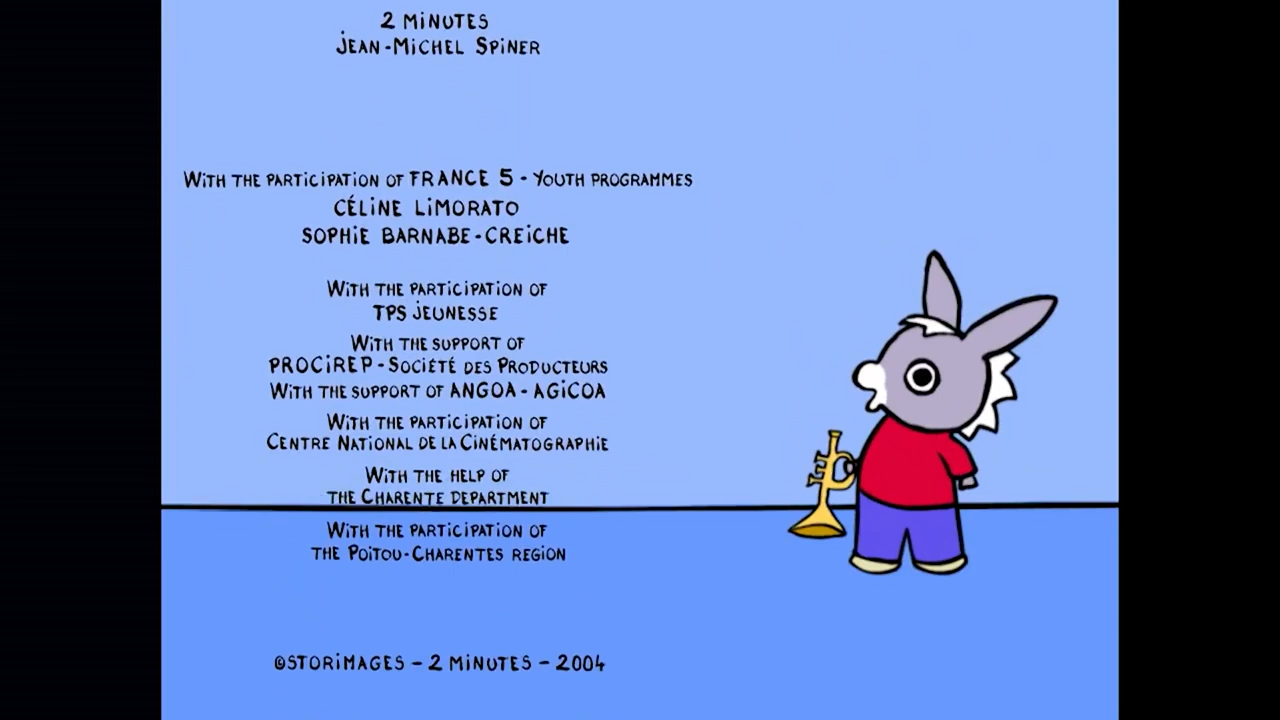 2 MINUTES
JEAN-MICHEL SPINER
WITH THE PARTICIPATION OF FRANCE 5 - YOUTH PROGRAMMES
CÉLINE LIMORATO
SOPHIE BARNABE-CREICHE
WITH THE PARTICIPATION OF
TPS JEUNESSE
WITH THE SUPPORT OF
PROCIREP - SOCIÉTÉ DES PRODUCTEURS
WITH THE SUPPORT OF ANGOA - AGICOA
WITH THE PARTICIPATION OF
CENTRE NATIONAL DE LA CINÉMATOGRAPHIE
WITH THE HELP OF
THE CHARENTE DEPARTMENT
WITH THE PARTICIPATION OF
THE POITOU-CHARENTES REGION
©STORIMAGES - 2 MINUTES - 2004